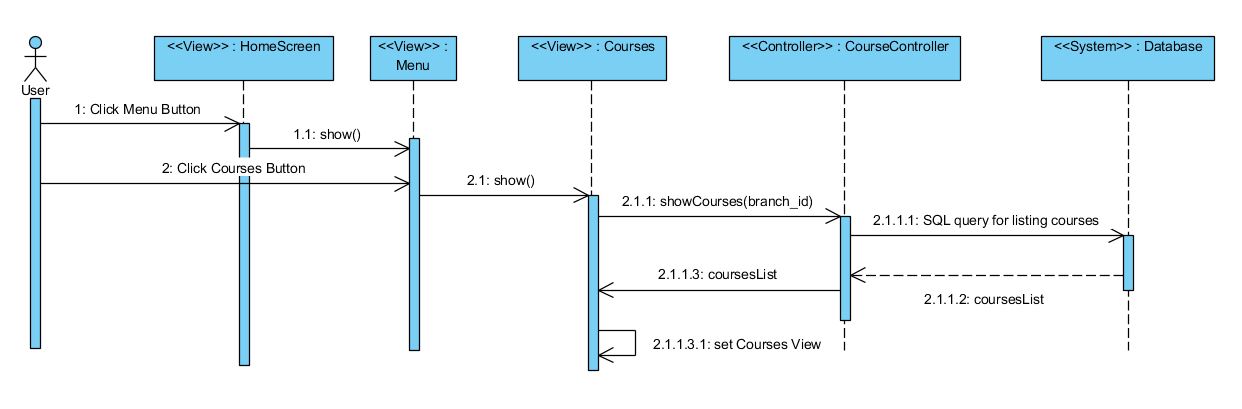 <<View>> : HomeScreen
<<View>> :
Menu
<<View>> : Courses
<<Controller>> : CourseController
<<System>> : Database
User
1: Click Menu Button
1.1: show()
2: Click Courses Button
2.1: show()
2.1.1: showCourses(branch_id)
2.1.1.1: SQL query for listing courses
2.1.1.3: coursesList
2.1.1.2: coursesList
2.1.1.3.1: set Courses View